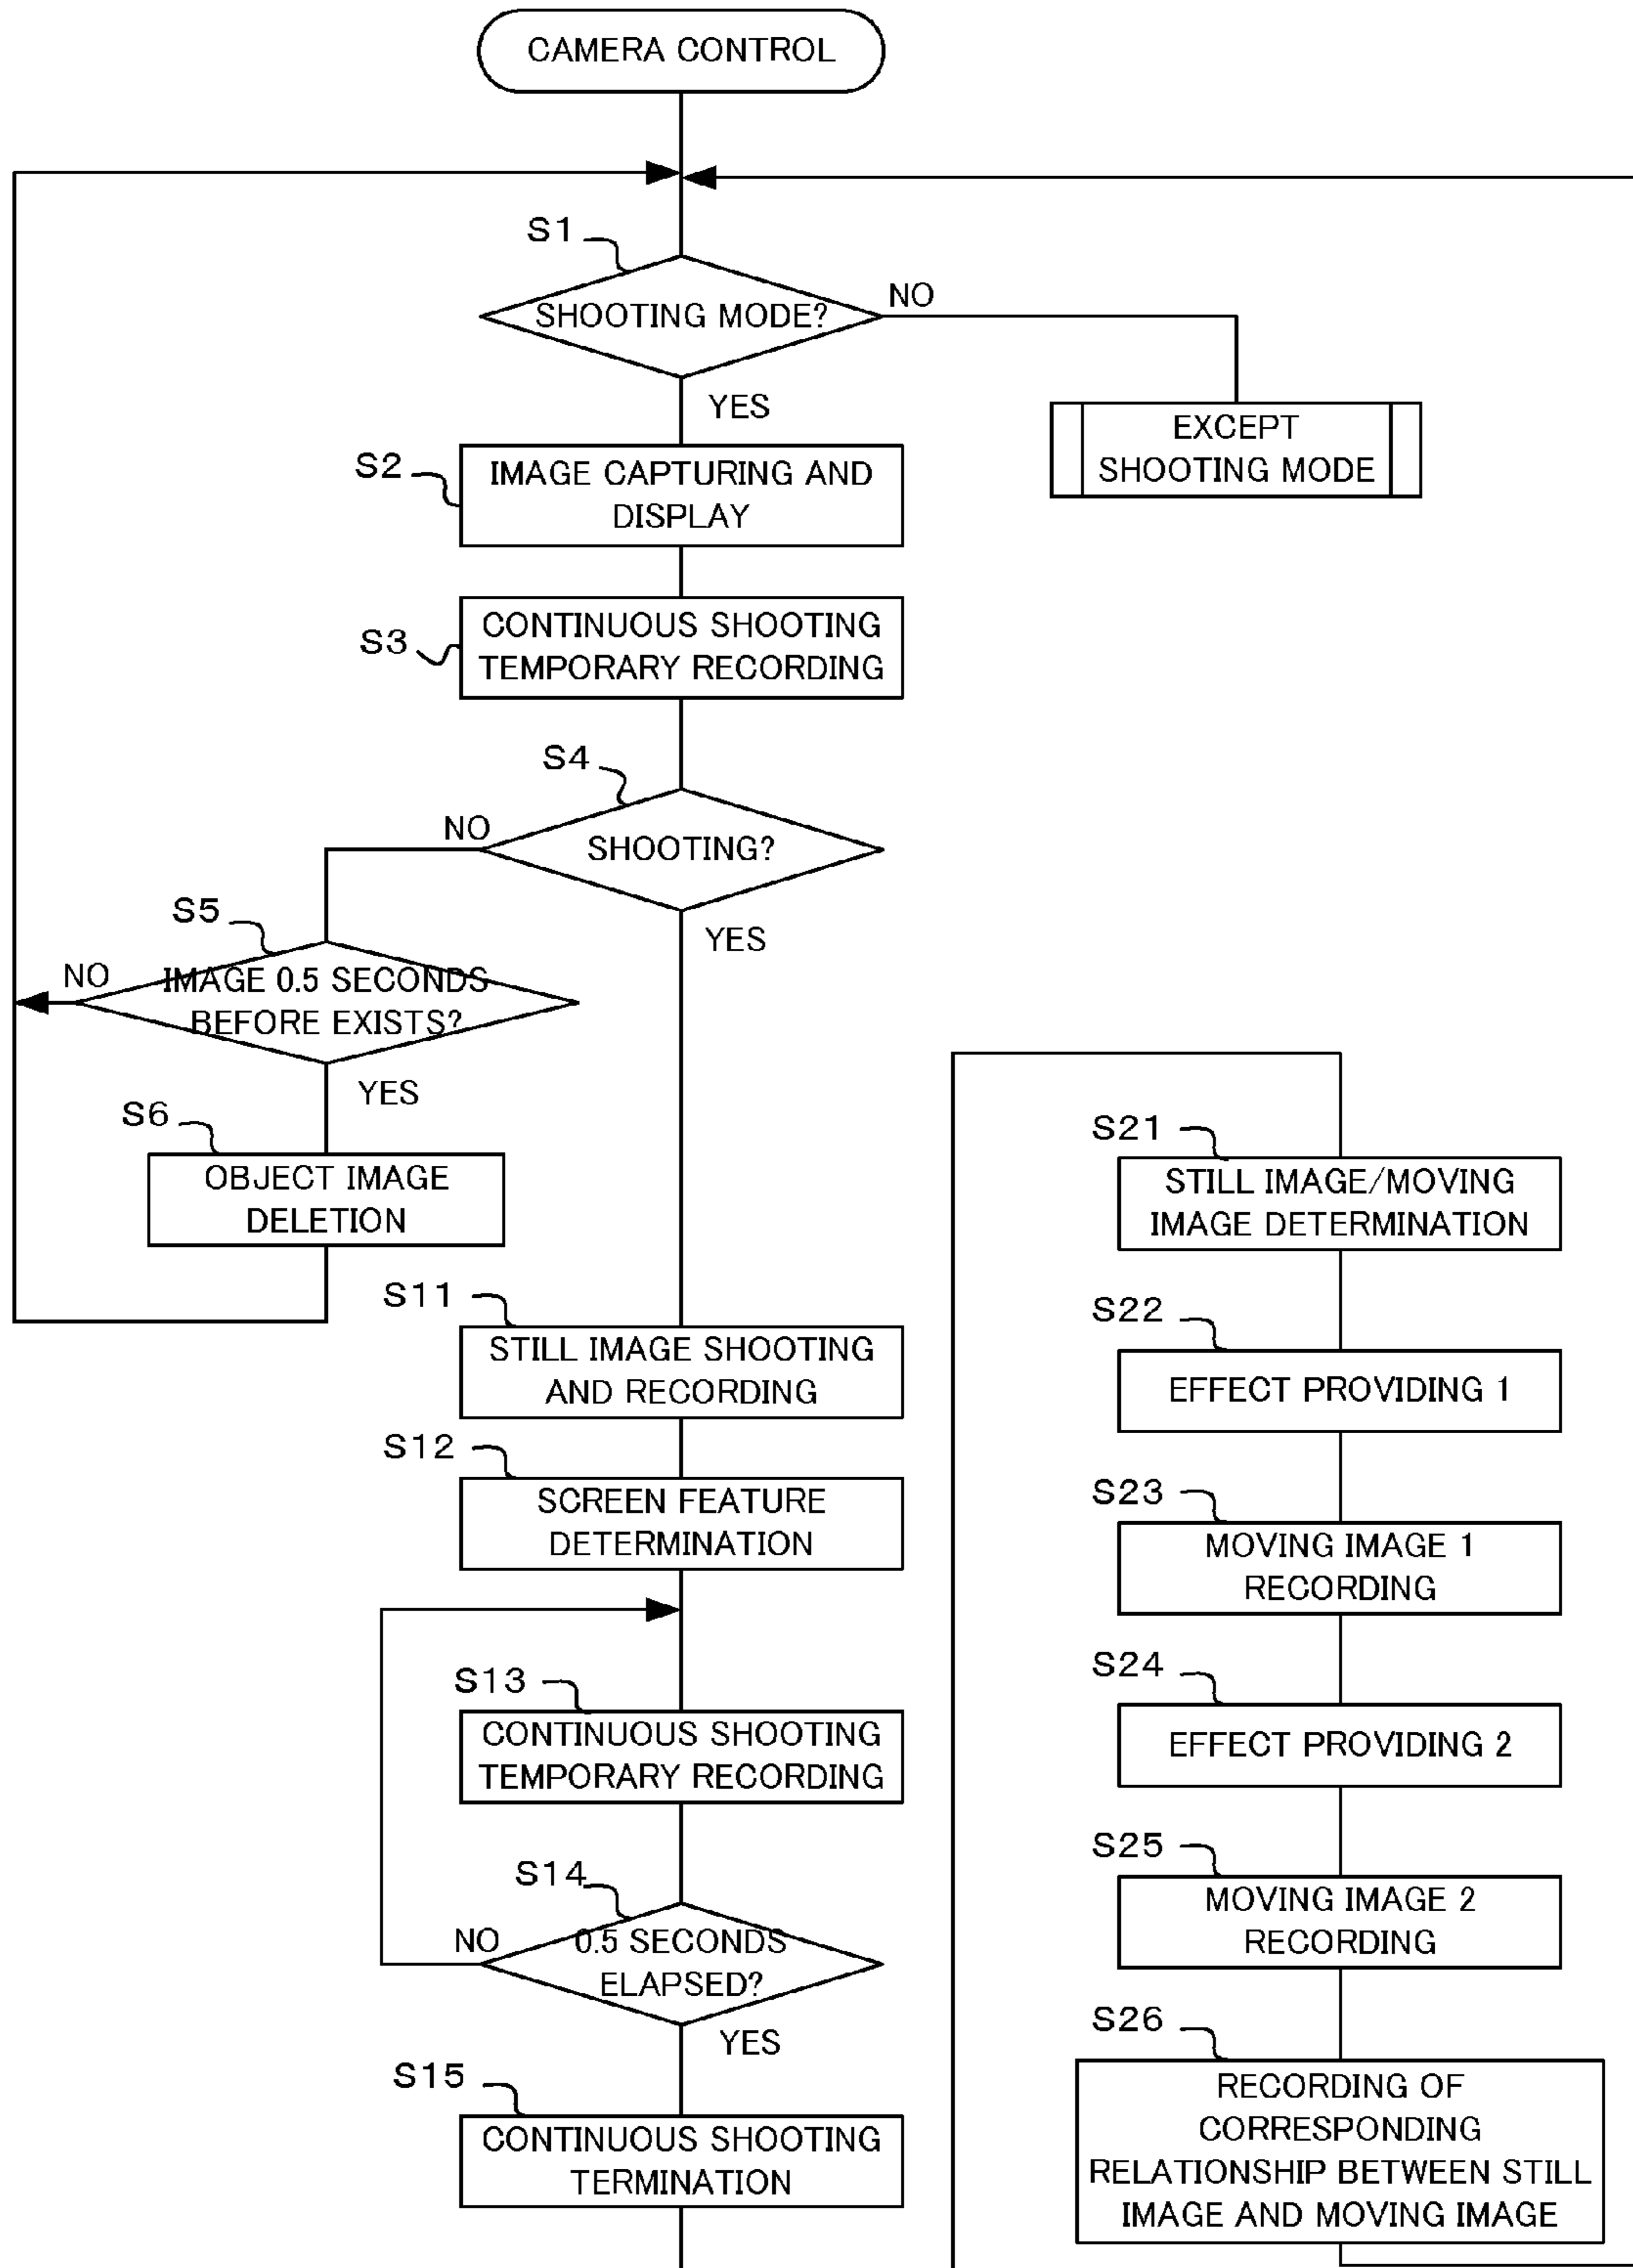 CAMERA CONTROL
S1
SHOOTING MODE?
NO
YES
EXCEPT
SHOOTING MODE
S2
IMAGE CAPTURING AND
DISPLAY
S3
CONTINUOUS SHOOTING
TEMPORARY RECORDING
S4
SHOOTING?
NO
YES
S5
IMAGE 0.5 SECONDS
BEFORE EXISTS?
NO
YES
S6
OBJECT IMAGE
DELETION
S11
STILL IMAGE SHOOTING
AND RECORDING
S12
SCREEN FEATURE
DETERMINATION
S13
CONTINUOUS SHOOTING
TEMPORARY RECORDING
S14
0.5 SECONDS
ELAPSED?
NO
YES
S15
CONTINUOUS SHOOTING
TERMINATION
S21
STILL IMAGE/MOVING
IMAGE DETERMINATION
S22
EFFECT PROVIDING 1
S23
MOVING IMAGE 1
RECORDING
S24
EFFECT PROVIDING 2
S25
MOVING IMAGE 2
RECORDING
S26
RECORDING OF
CORRESPONDING
RELATIONSHIP BETWEEN STILL
IMAGE AND MOVING IMAGE